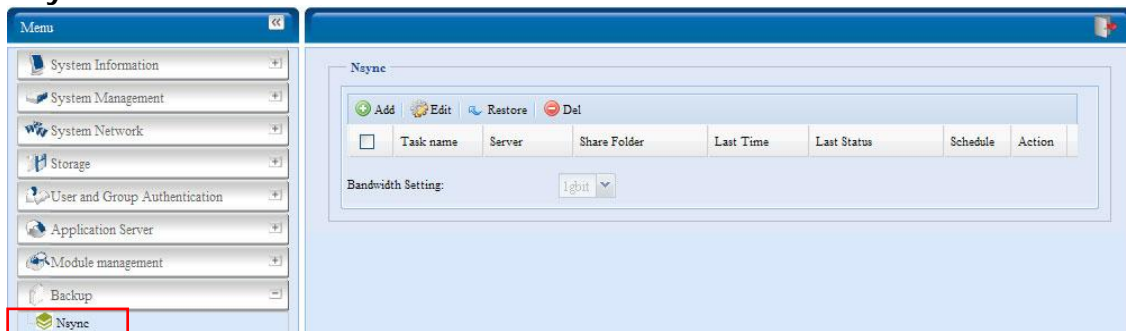 Menu
System Information
System Management
System Network
Storage
User and Group Authentication
Application Server
Module management
Backup
Nsync
Nsync
Add Edit Restore Del
Task name Server Share Folder Last Time Last Status Schedule Action
Bandwidth Setting: 1gbit